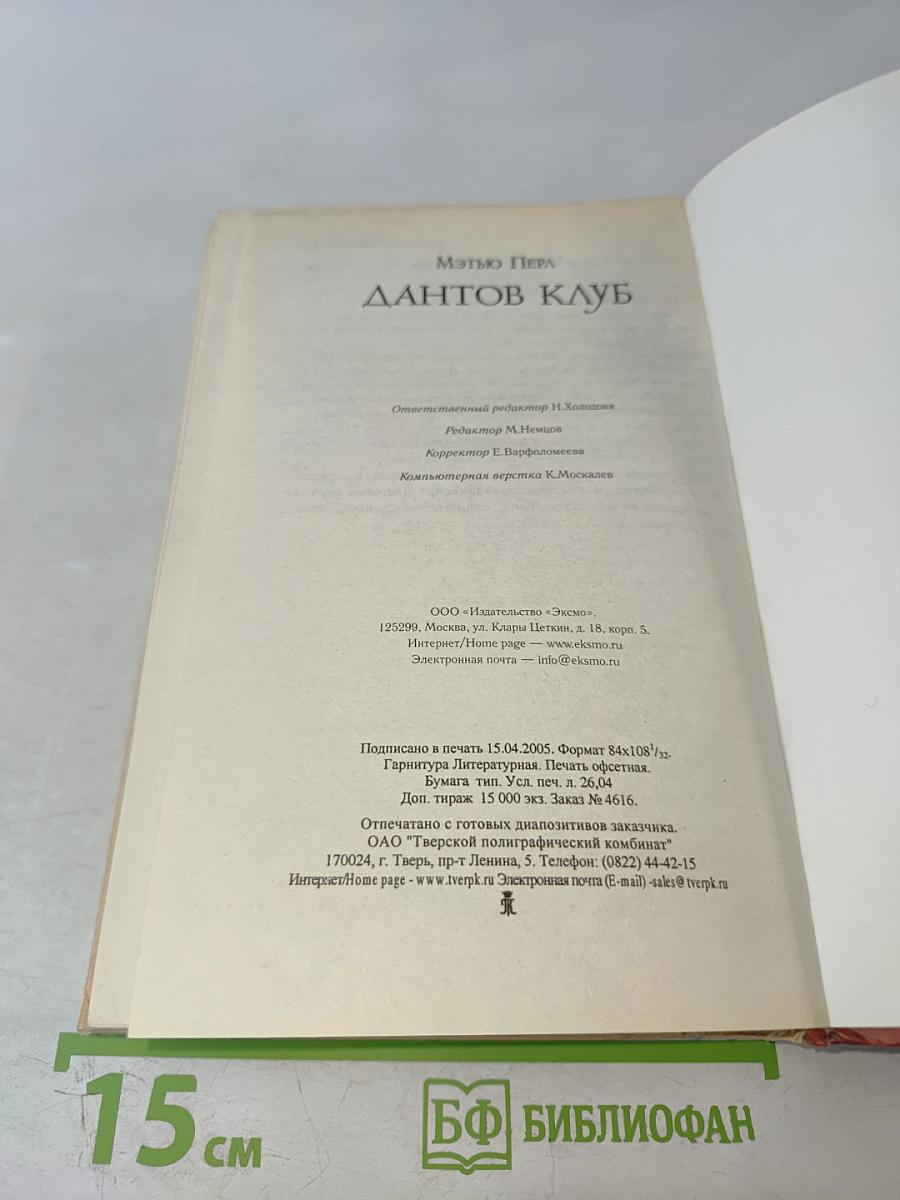 Мэтью Перл
ДАНТОВ КЛУБ
Ответственный редактор Н.Холодова
Редактор М.Немцов
Корректор Е.Варфоломеева
Компьютерная верстка К.Москалев
ООО «Издательство «Эксмо».
125299, Москва, ул. Клары Цеткин, д. 18, корп. 5.
Интернет/Home page — www.eksmo.ru
Электронная почта — info@eksmo.ru
Подписано в печать 15.04.2005. Формат 84x108 1/32.
Гарнитура Литературная. Печать офсетная.
Бумага тип. Усл. печ. л. 26,04
Доп. тираж 15 000 экз. Заказ № 4616.
Отпечатано с готовых диапозитивов заказчика.
ОАО "Тверской полиграфический комбинат"
170024, г. Тверь, пр-т Ленина, 5. Телефон: (0822) 44-42-15
Интернет/Home page - www.tverpk.ru Электронная почта (E-mail) -sales@tverpk.ru
15 см
БФ БИБЛИОФАН